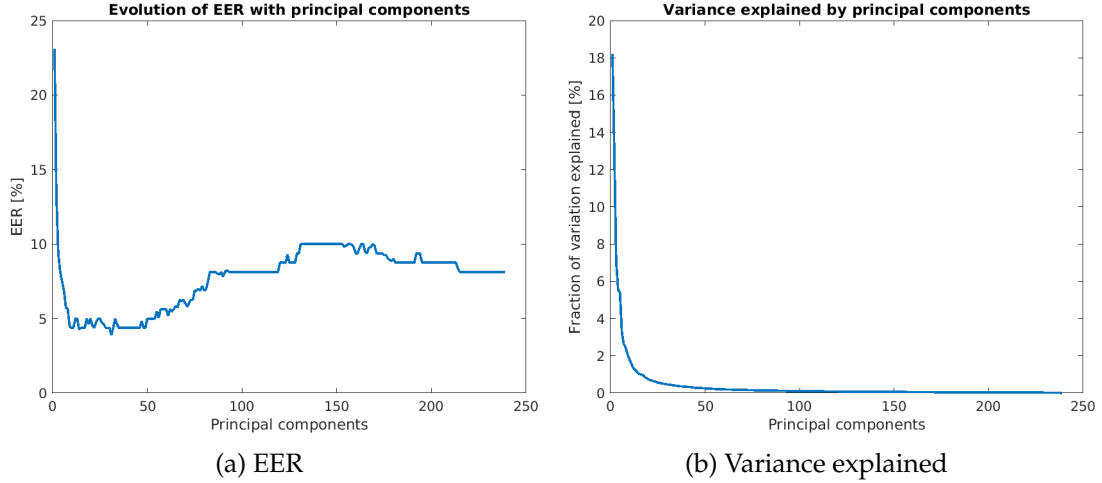 Evolution of EER with principal components
25
20
15
10
5
0
EER [%]
0 50 100 150 200 250
Principal components
(a) EER
Variance explained by principal components
20
18
16
14
12
10
8
6
4
2
0
Fraction of variation explained [%]
0 50 100 150 200 250
Principal components
(b) Variance explained